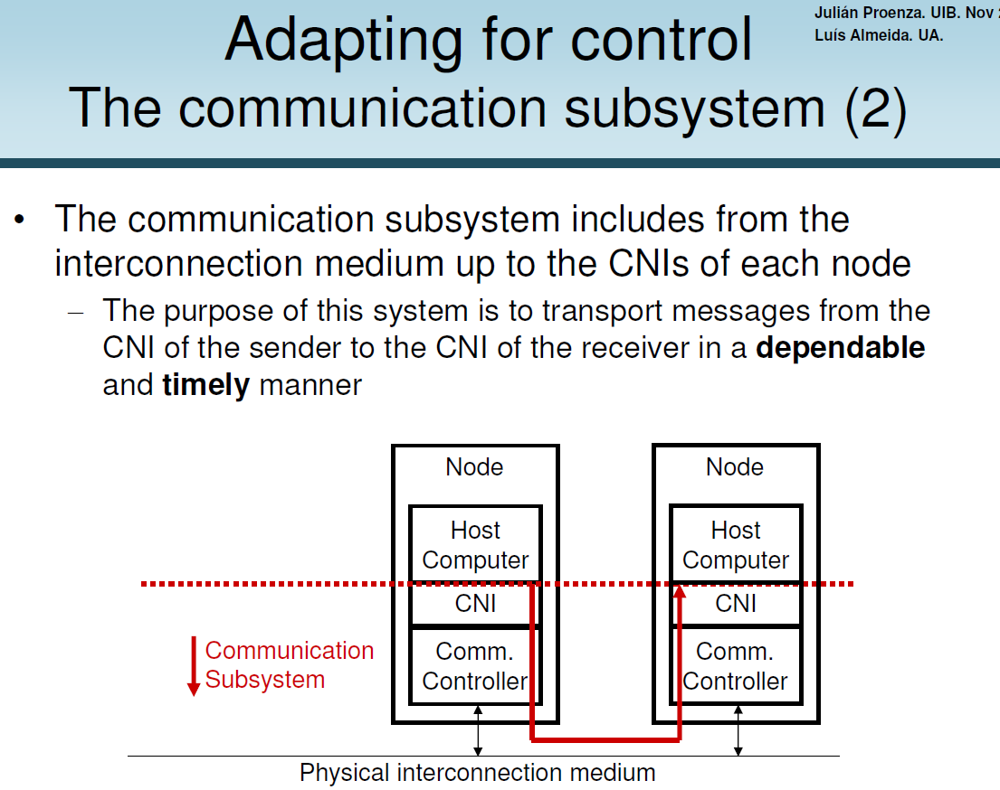 Julián Proenza. UIB. Nov
Luís Almeida. UA.
Adapting for control
The communication subsystem (2)
• The communication subsystem includes from the
interconnection medium up to the CNIs of each node
– The purpose of this system is to transport messages from the
CNI of the sender to the CNI of the receiver in a dependable
and timely manner
Node
Host
Computer
CNI
Comm.
Controller
Node
Host
Computer
CNI
Comm.
Controller
Communication
Subsystem
Physical interconnection medium